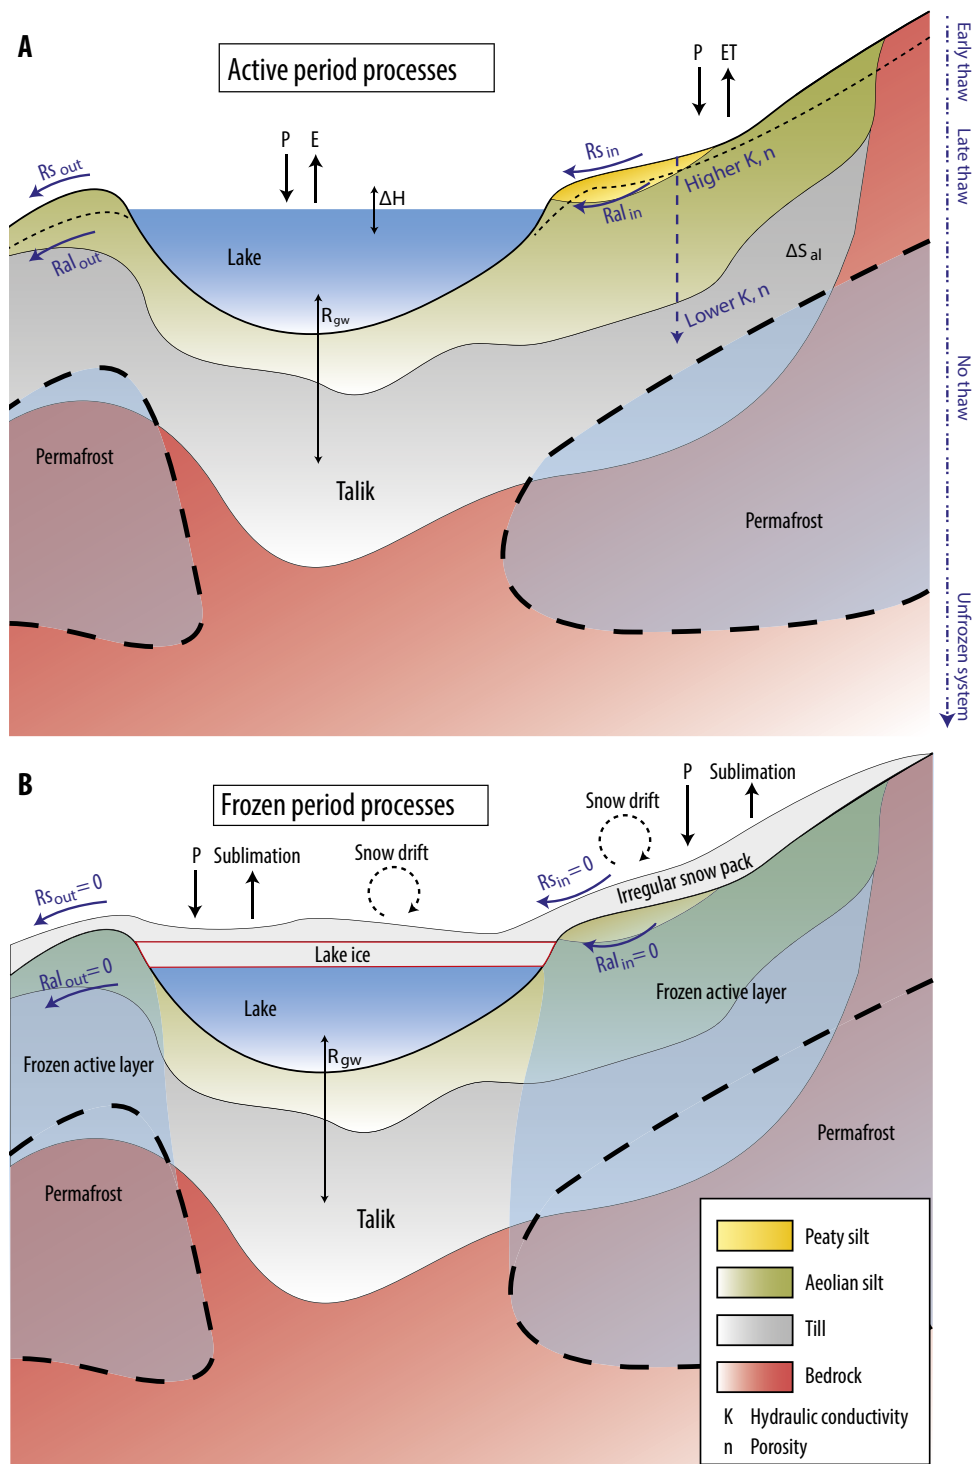 A
Active period processes
P ET
Early thaw
Late thaw
No thaw
Unfrozen system
P E
Rs out
Rs in
ΔH
Higher K, n
Ral in
Ral out
Lake
ΔS al
Lower K, n
R gw
Permafrost
Talik
Permafrost
B
Frozen period processes
P Sublimation
Snow drift
P Sublimation
Snow drift
Rs out = 0
Rs in = 0
Irregular snow pack
Lake ice
Ral in = 0
Ral out = 0
Frozen active layer
Lake
Frozen active layer
R gw
Permafrost
Permafrost
Talik
Peaty silt
Aeolian silt
Till
Bedrock
K Hydraulic conductivity
n Porosity